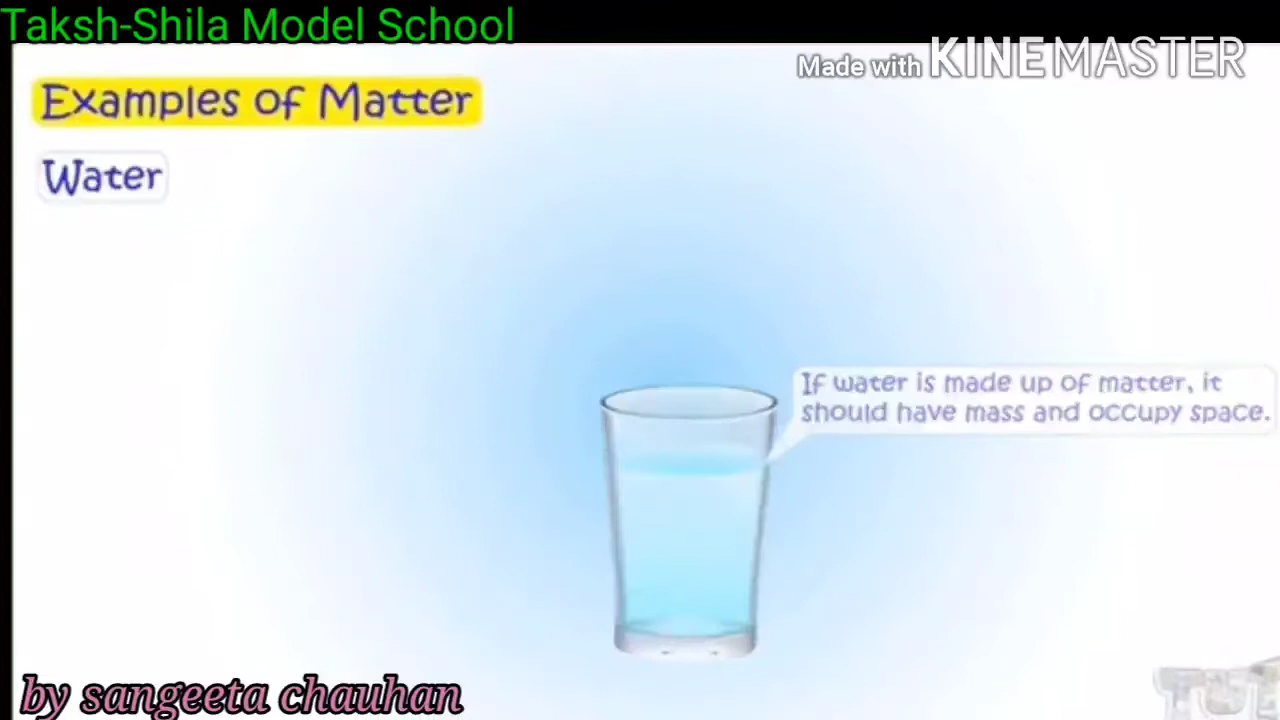 Taksh-Shila Model School
Made with KINEMASTER
Examples of Matter
Water
If water is made up of matter, it
should have mass and occupy space.
by sangeeta chauhan